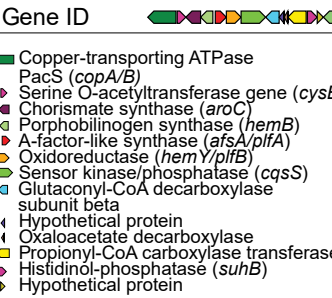 Gene ID
Copper-transporting ATPase
PacS (copA/B)
Serine O-acetyltransferase gene (cysE
Chorismate synthase (aroC)
Porphobilinogen synthase (hemB)
A-factor-like synthase (afsA/plfA)
Oxidoreductase (hemY/plfB)
Sensor kinase/phosphatase (cqsS)
Glutaconyl-CoA decarboxylase
subunit beta
Hypothetical protein
Oxaloacetate decarboxylase
Propionyl-CoA carboxylase transferase
Histidinol-phosphatase (suhB)
Hypothetical protein